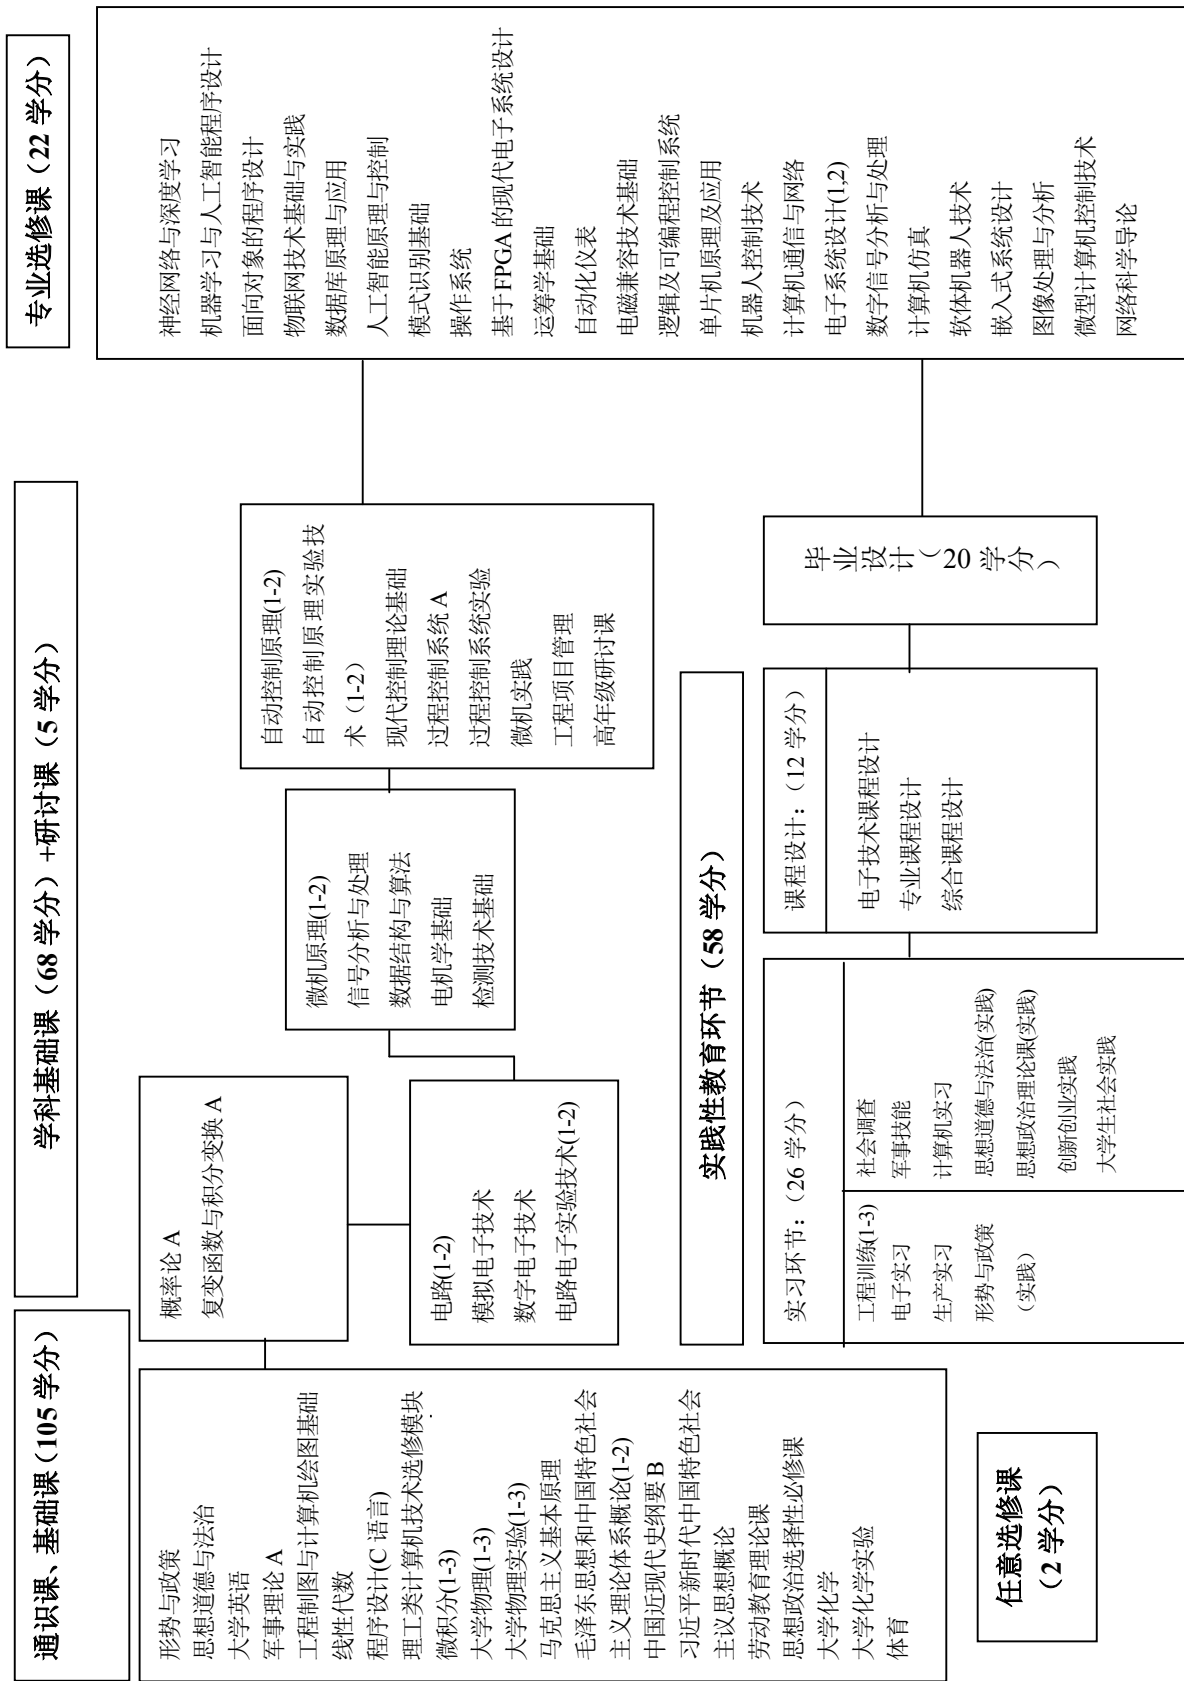 通识课、基础课（105 学分）
形势与政策
思想道德与法治
大学英语
军事理论 A
工程制图与计算机绘图基础
线性代数
程序设计(C 语言)
理工类计算机技术选修模块
微积分(1-3)
大学物理(1-3)
大学物理实验(1-3)
马克思主义基本原理
毛泽东思想和中国特色社会
主义理论体系概论(1-2)
中国近现代史纲要 B
习近平新时代中国特色社会
主议思想概论
劳动教育理论课
思想政治选择性必修课
大学化学
大学化学实验
体育
任意选修课
（2 学分）
学科基础课（68 学分）+研讨课（5 学分）
概率论 A
复变函数与积分变换 A
电路(1-2)
模拟电子技术
数字电子技术
电路电子实验技术(1-2)
微机原理(1-2)
信号分析与处理
数据结构与算法
电机学基础
检测技术基础
自动控制原理(1-2)
自动控制原理实验技
术（1-2）
现代控制理论基础
过程控制系统 A
过程控制系统实验
微机实践
工程项目管理
高年级研讨课
实践性教育环节（58 学分）
实习环节：（26 学分）
工程训练(1-3)
电子实习
生产实习
形势与政策
（实践）
社会调查
军事技能
计算机实习
思想道德与法治(实践)
思想政治理论课(实践)
创新创业实践
大学生社会实践
课程设计：（12 学分）
电子技术课程设计
专业课程设计
综合课程设计
毕业
设计（20 学分
）
专业选修课（22 学分）
神经网络与深度学习
机器学习与人工智能程序设计
面向对象的程序设计
物联网技术基础与实践
数据库原理与应用
人工智能原理与控制
模式识别基础
操作系统
基于 FPGA 的现代电子系统设计
运筹学基础
自动化仪表
电磁兼容技术基础
逻辑及可编程控制系统
单片机原理及应用
机器人控制技术
计算机通信与网络
电子系统设计(1,2)
数字信号分析与处理
计算机仿真
软体机器人技术
嵌入式系统设计
图像处理与分析
微型计算机控制技术
网络科学导论